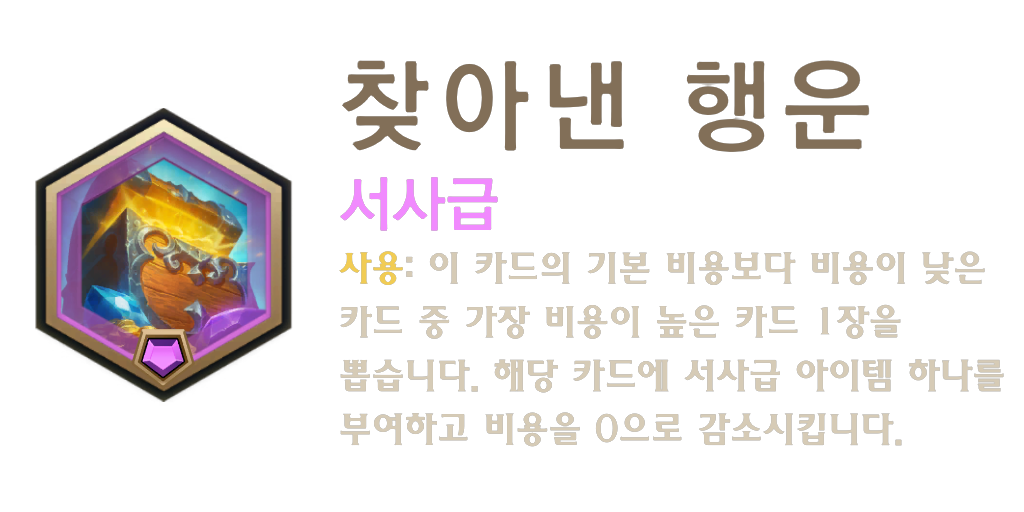 찾아낸 행운
서사급
사용: 이 카드의 기본 비용보다 비용이 낮은
카드 중 가장 비용이 높은 카드 1장을
뽑습니다. 해당 카드에 서사급 아이템 하나를
부여하고 비용을 0으로 감소시킵니다.